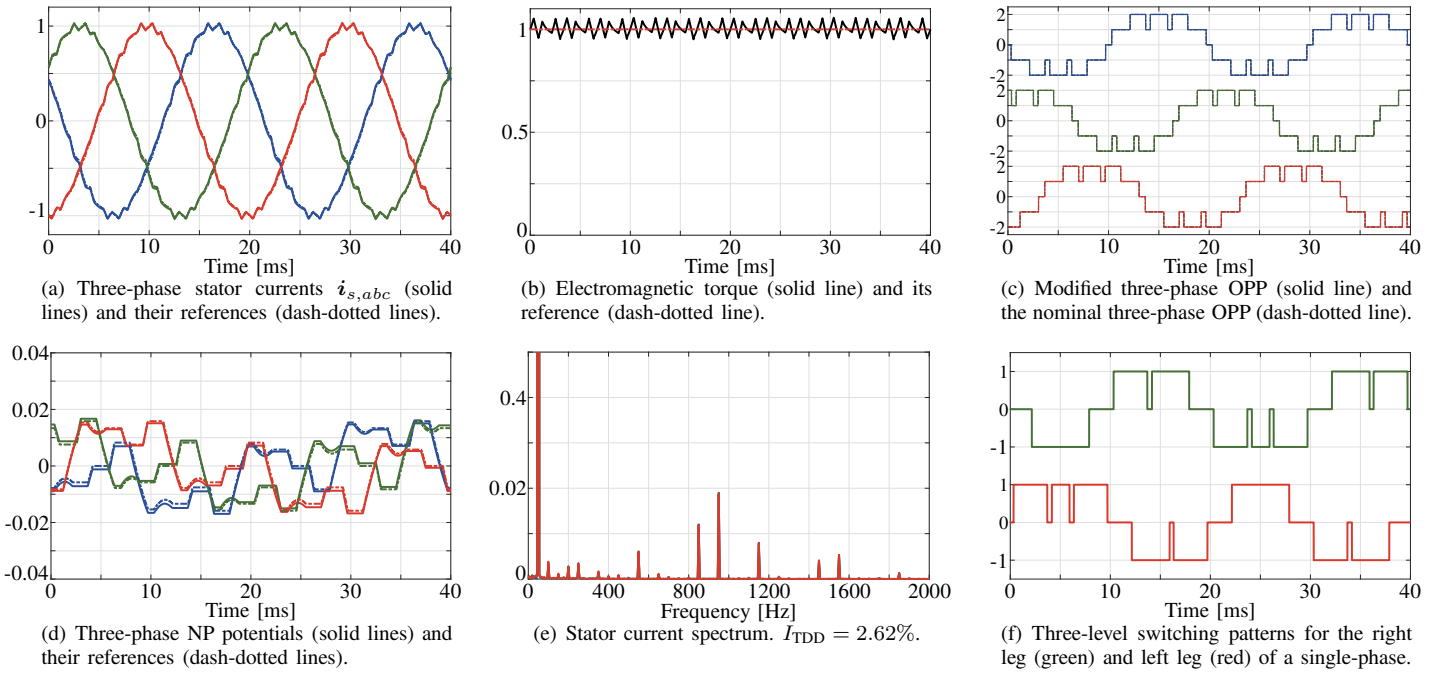 1
0
-1
0 10 20 30 40
Time [ms]
(a) Three-phase stator currents i_{s,abc} (solid
lines) and their references (dash-dotted lines).
1
0.5
0
0 10 20 30 40
Time [ms]
(b) Electromagnetic torque (solid line) and its
reference (dash-dotted line).
2
0
-2
2
0
-2
2
0
-2
0 10 20 30 40
Time [ms]
(c) Modified three-phase OPP (solid line) and
the nominal three-phase OPP (dash-dotted line).
0.04
0.02
0
-0.02
-0.04
0 10 20 30 40
Time [ms]
(d) Three-phase NP potentials (solid lines) and
their references (dash-dotted lines).
0.4
0.02
0
0 400 800 1200 1600 2000
Frequency [Hz]
(e) Stator current spectrum. I_{TDD} = 2.62%.
1
0
-1
1
0
-1
0 10 20 30 40
Time [ms]
(f) Three-level switching patterns for the right
leg (green) and left leg (red) of a single-phase.